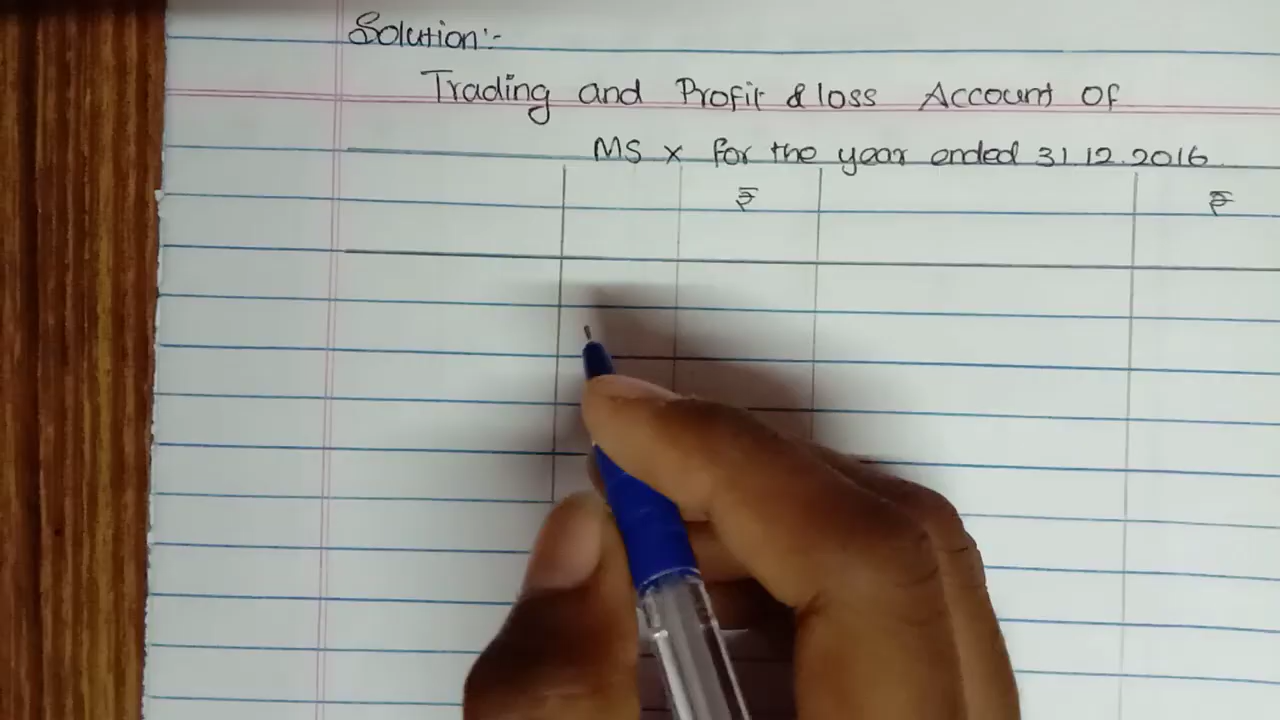 Solution:-
Trading and Profit & loss Account of
MS X for the year ended 31.12.2016
₹ ₹